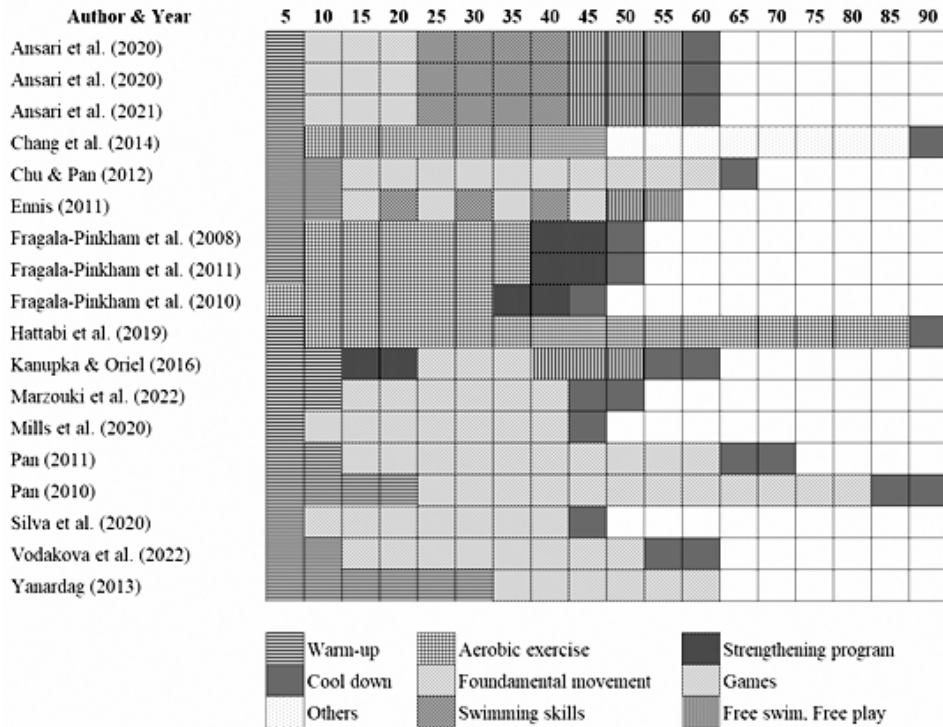 Author & Year 5 10 15 20 25 30 35 40 45 50 55 60 65 70 75 80 85 90
Ansari et al. (2020)
Ansari et al. (2020)
Ansari et al. (2021)
Chang et al. (2014)
Chu & Pan (2012)
Ennis (2011)
Fragala-Pinkham et al. (2008)
Fragala-Pinkham et al. (2011)
Fragala-Pinkham et al. (2010)
Hattabi et al. (2019)
Kanupka & Oriel (2016)
Marzouki et al. (2022)
Mills et al. (2020)
Pan (2011)
Pan (2010)
Silva et al. (2020)
Vodakova et al. (2022)
Yanardag (2013)
Warm-up Aerobic exercise Strengthening program
Cool down Foundamental movement Games
Others Swimming skills Free swim, Free play